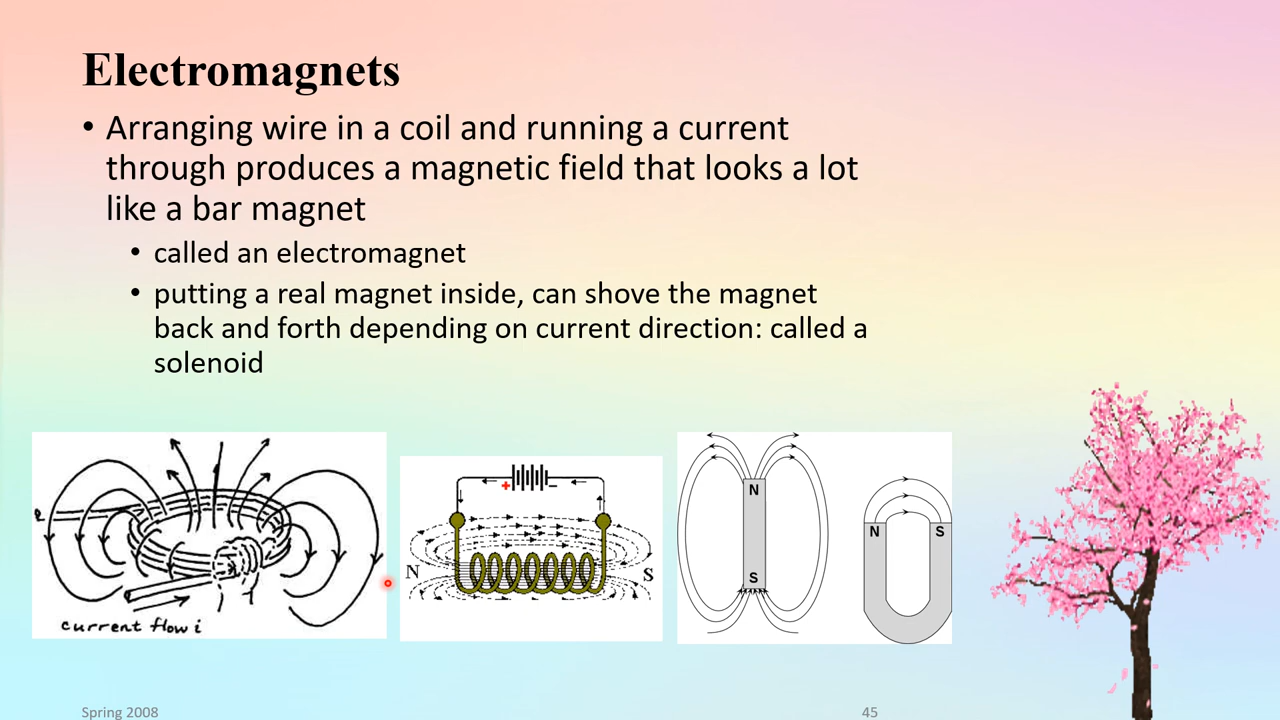 Electromagnets
• Arranging wire in a coil and running a current
through produces a magnetic field that looks a lot
like a bar magnet
• called an electromagnet
• putting a real magnet inside, can shove the magnet
back and forth depending on current direction: called a
solenoid
current flow i
+ −
N S
N
S
N S
Spring 2008 45